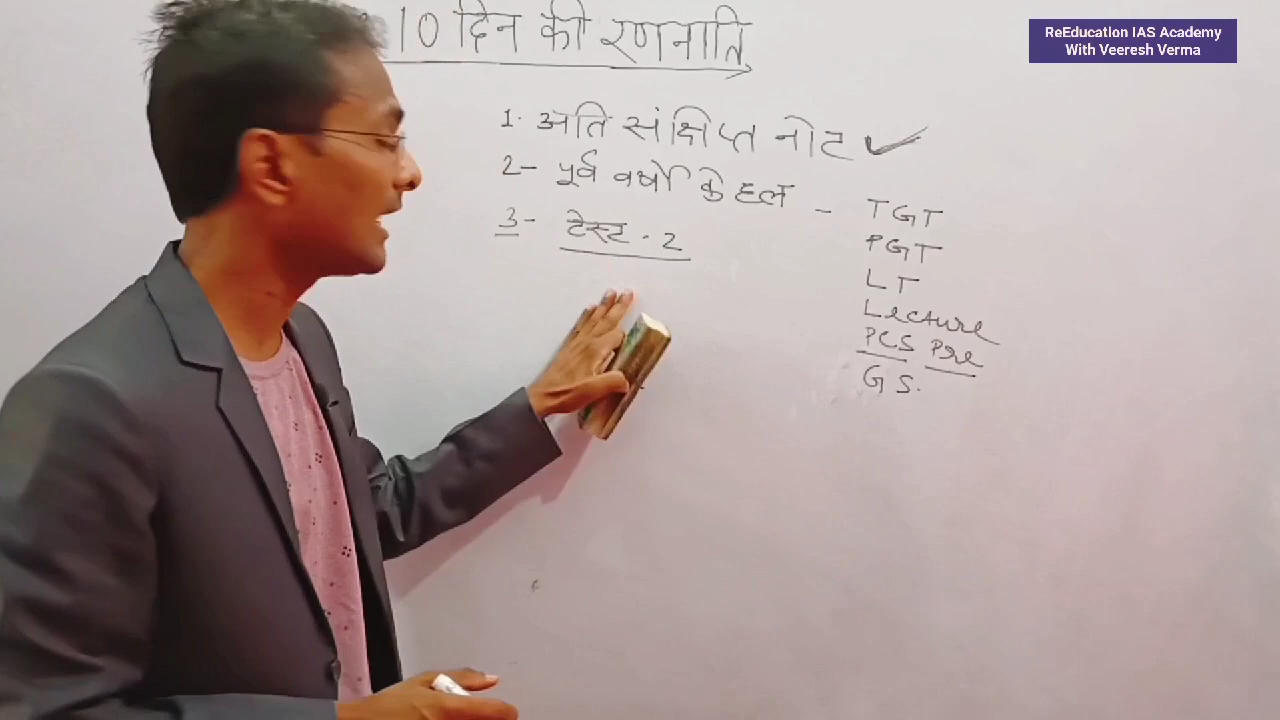 ReEducation IAS Academy
With Veeresh Verma
10 दिन की रणनीति
1. अति संक्षिप्त नोट
2- पूर्व वर्षो के हल -
3- टेस्ट - 2
TGT
PGT
LT
Lecture
PCS Pre
GS.